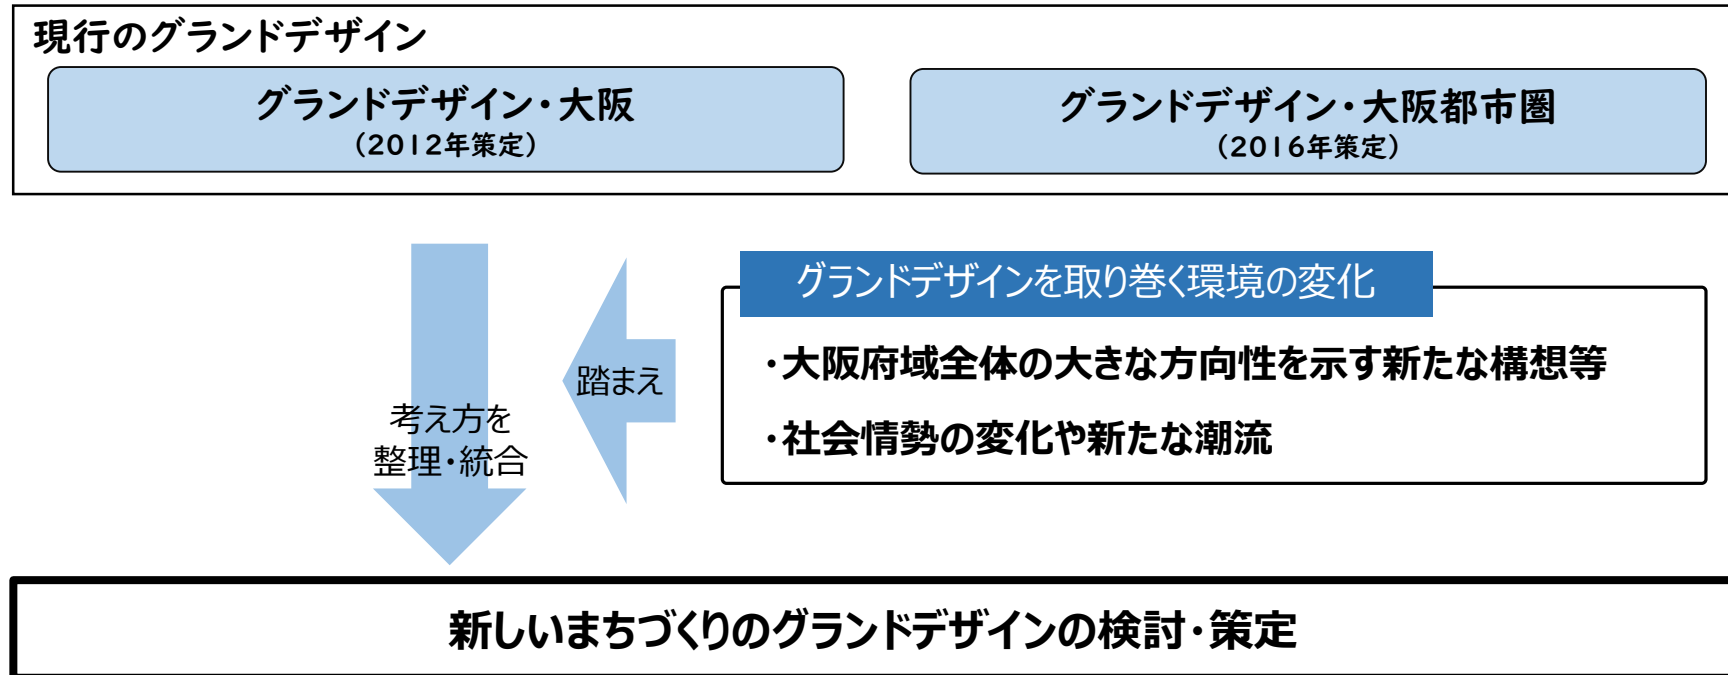 現行のグランドデザイン
グランドデザイン・大阪
（2012年策定）
グランドデザイン・大阪都市圏
（2016年策定）
グランドデザインを取り巻く環境の変化
・大阪府域全体の大きな方向性を示す新たな構想等
・社会情勢の変化や新たな潮流
踏まえ
考え方を
整理・統合
新しいまちづくりのグランドデザインの検討・策定